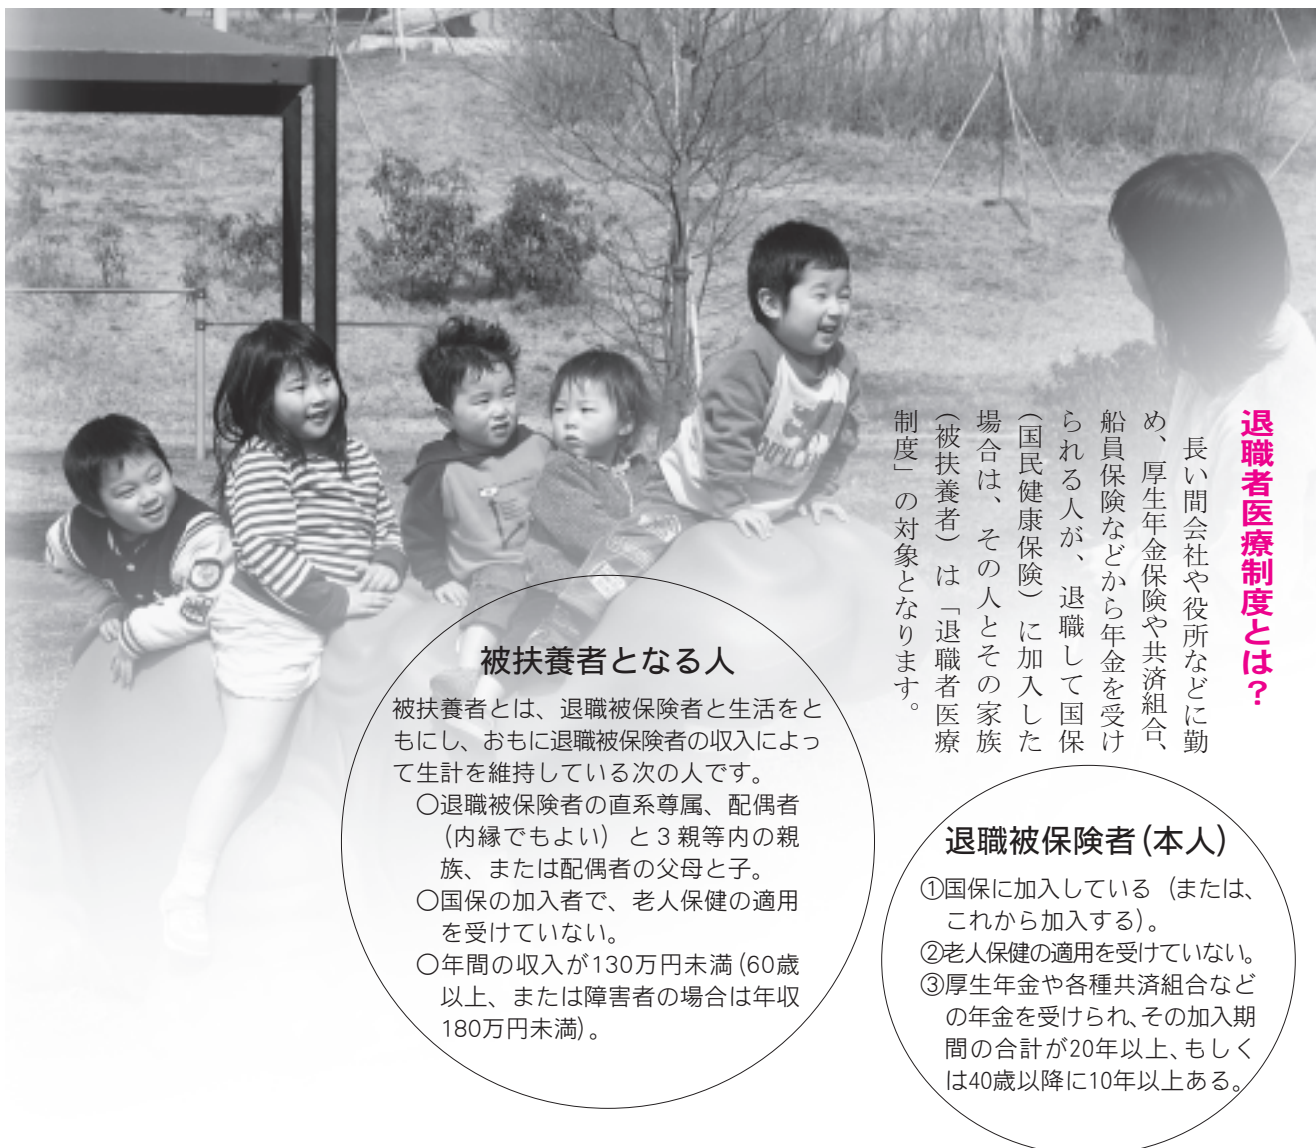 退職者医療制度とは?
長い間会社や役所などに勤
め、厚生年金保険や共済組合、
船員保険などから年金を受け
られる人が、退職して国保
(国民健康保険)に加入した
場合は、その人とその家族
(被扶養者)は「退職者医療
制度」の対象となります。
退職被保険者(本人)
①国保に加入している(または、
これから加入する)。
②老人保健の適用を受けていない。
③厚生年金や各種共済組合など
の年金を受けられ、その加入期
間の合計が20年以上、もしく
は40歳以降に10年以上ある。
被扶養者となる人
被扶養者とは、退職被保険者と生活をと
もにし、おもに退職被保険者の収入によっ
て生計を維持している次の人です。
○退職被保険者の直系尊属、配偶者
(内縁でもよい)と3親等内の親
族、または配偶者の父母と子。
○国保の加入者で、老人保健の適用
を受けていない。
○年間の収入が130万円未満(60歳
以上、または障害者の場合は年収
180万円未満)。